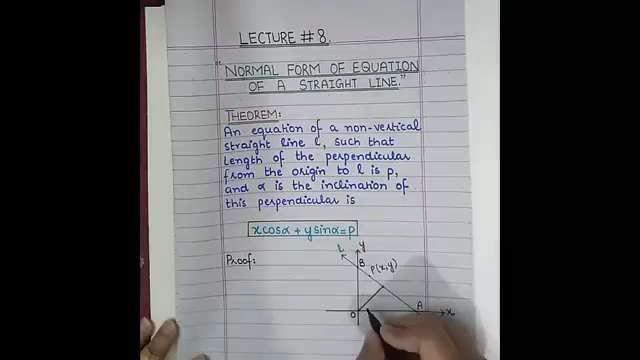 LECTURE #8.
"NORMAL FORM OF EQUATION
OF A STRAIGHT LINE."
THEOREM:
An equation of a non-vertical
straight line l, such that
length of the perpendicular
from the origin to l is p,
and α is the inclination of
this perpendicular is
xcosα + ysinα = p
Proof:
l
y
B
P(x,y)
O
A
x